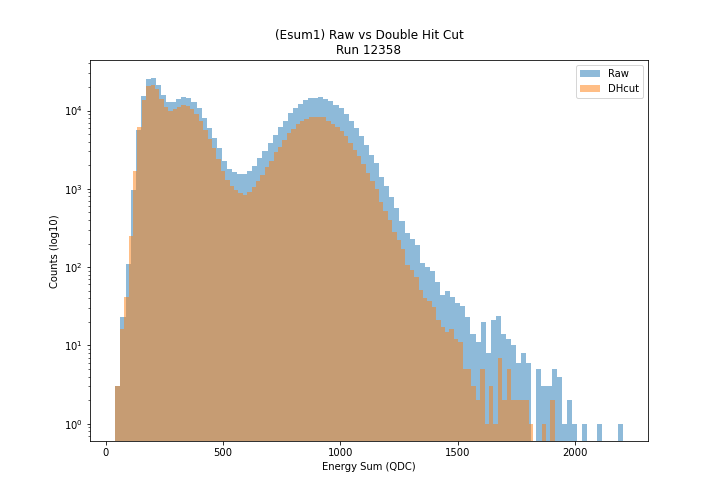 (Esum1) Raw vs Double Hit Cut
Run 12358
Raw
DHcut
10⁴
10³
10²
10¹
10⁰
Counts (log10)
0 500 1000 1500 2000
Energy Sum (QDC)